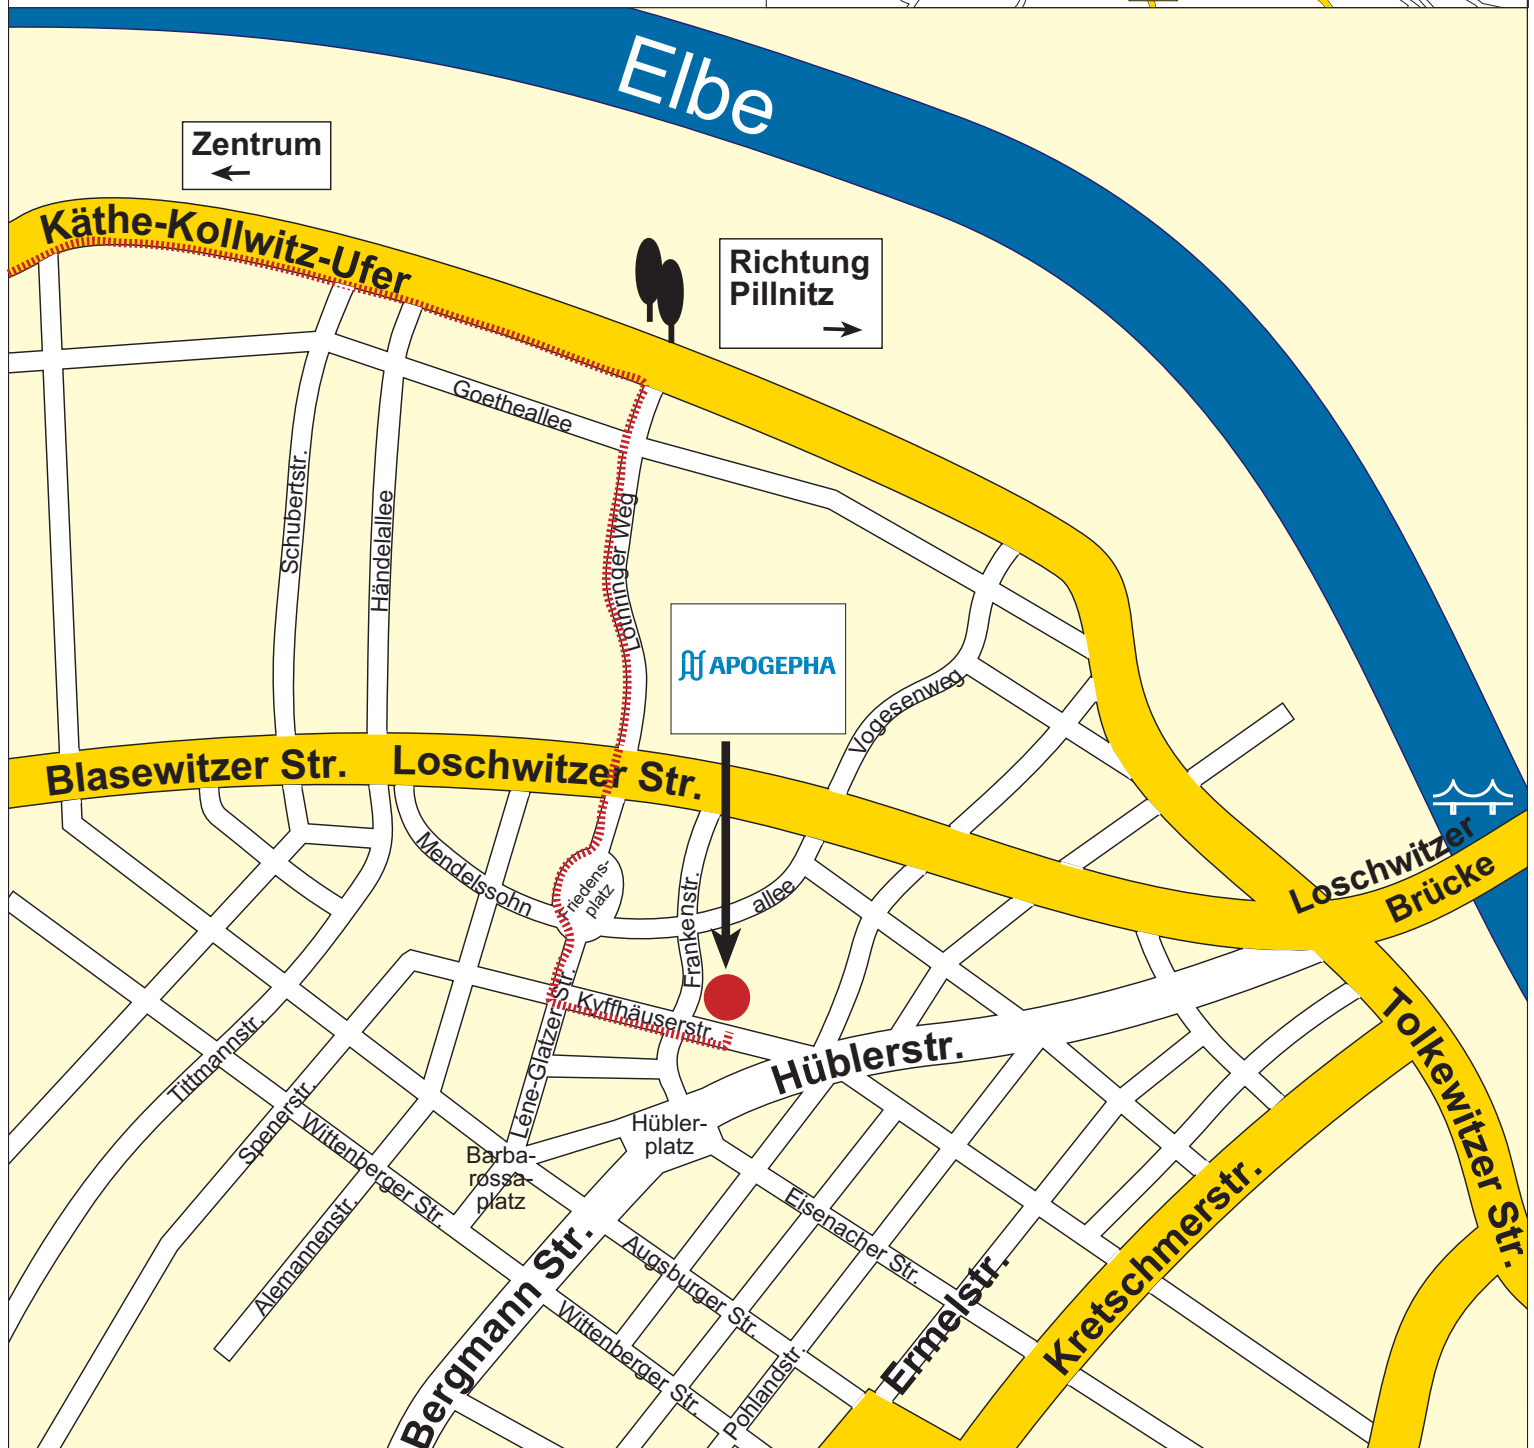 Elbe
Zentrum
Käthe-Kollwitz-Ufer
Richtung
Pillnitz
Goetheallee
Schubertstr.
Händelallee
Lothringer Weg
APOGEPHA
Vogesenweg
Blasewitzer Str.
Loschwitzer Str.
Loschwitzer
Brücke
Mendelssohn
allee
Friedens-
platz
Frankenstr.
Kyffhäuserstr.
Hüblerstr.
Tolkewitzer Str.
Tittmannstr.
Spenerstr.
Léne-Glatzer-Str.
Hübler-
platz
Barba-
rossa-
platz
Wittenberger Str.
Alemannenstr.
Eisenacher Str.
Augsburger Str.
Kretschmerstr.
Ermelstr.
Bergmann Str.
Wittenberger Str.
Pohlandstr.